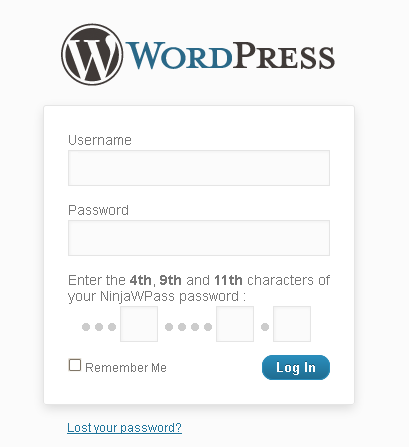 WORDPRESS
Username
Password
Enter the 4th, 9th and 11th characters of
your NinjaWPass password :
Remember Me
Log In
Lost your password?